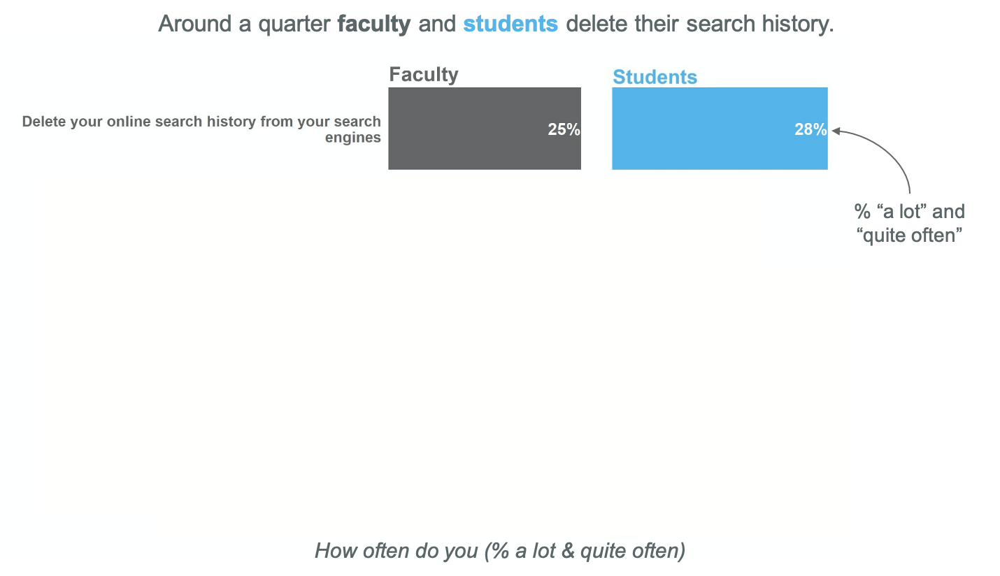 Around a quarter faculty and students delete their search history.
Faculty
Students
Delete your online search history from your search
engines
25%
28%
% “a lot” and
“quite often”
How often do you (% a lot & quite often)